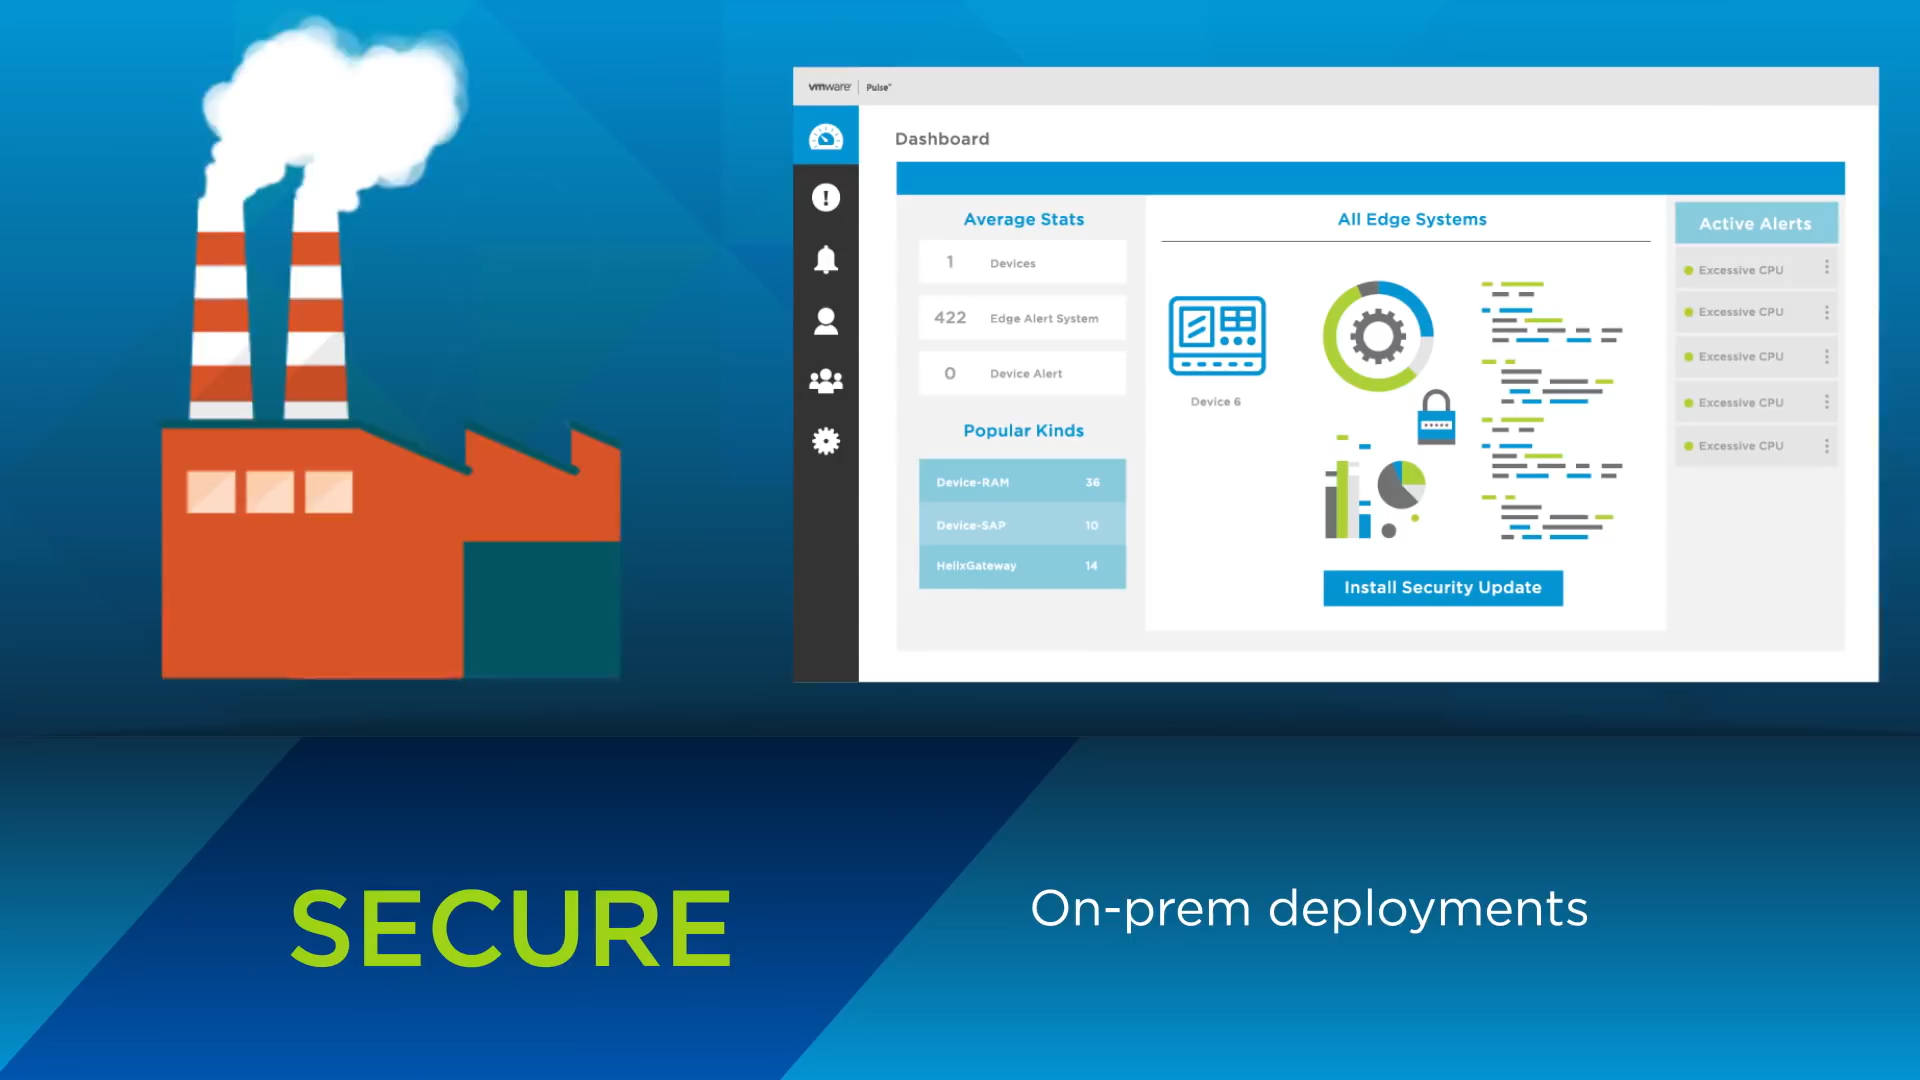 vmware Pulse™
Dashboard
Average Stats
1 Devices
422 Edge Alert System
0 Device Alert
Popular Kinds
Device-RAM 36
Device-SAP 10
HelixGateway 14
All Edge Systems
Device 6
Install Security Update
Active Alerts
Excessive CPU
Excessive CPU
Excessive CPU
Excessive CPU
Excessive CPU
SECURE
On-prem deployments